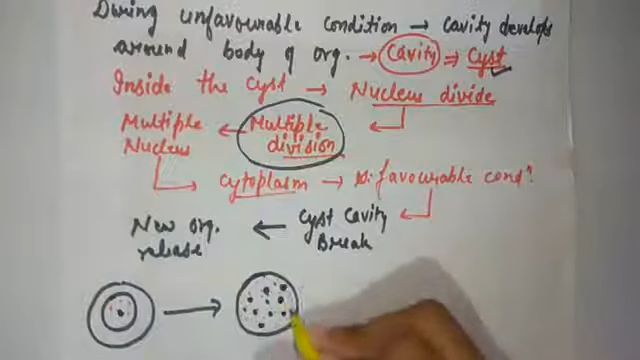 During unfavourable condition → Cavity develops
around body of org. → Cavity ⇒ Cyst
Inside the Cyst → Nucleus divide
Multiple Nucleus ← Multiple division
Cytoplasm → favourable condⁿ
New org. release ← Cyst Cavity Break